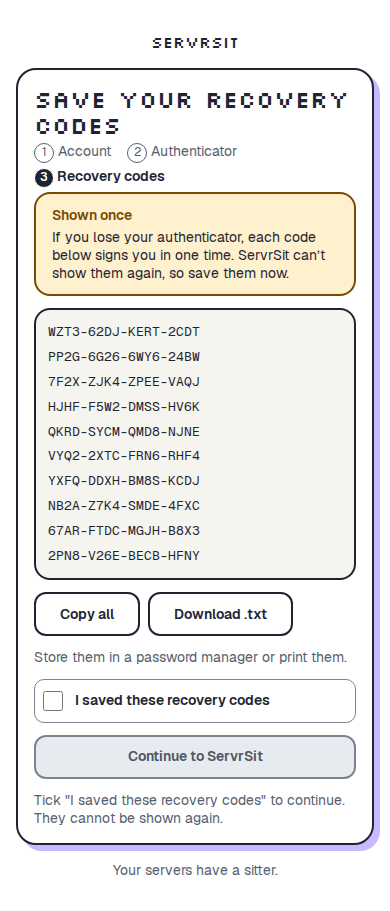 SERVRSIT
SAVE YOUR RECOVERY
CODES
1 Account 2 Authenticator
3 Recovery codes
Shown once
If you lose your authenticator, each code
below signs you in one time. ServrSit can't
show them again, so save them now.
WZT3-62DJ-KERT-2CDT
PP2G-6G26-6WY6-24BW
7F2X-ZJK4-ZPEE-VAQJ
HJHF-F5W2-DMSS-HV6K
QKRD-SYCM-QMD8-NJNE
VYQ2-2XTC-FRN6-RHF4
YXFQ-DDXH-BM8S-KCDJ
NB2A-Z7K4-SMDE-4FXC
67AR-FTDC-MGJH-B8X3
2PN8-V26E-BECB-HFNY
Copy all Download .txt
Store them in a password manager or print them.
I saved these recovery codes
Continue to ServrSit
Tick "I saved these recovery codes" to continue.
They cannot be shown again.
Your servers have a sitter.